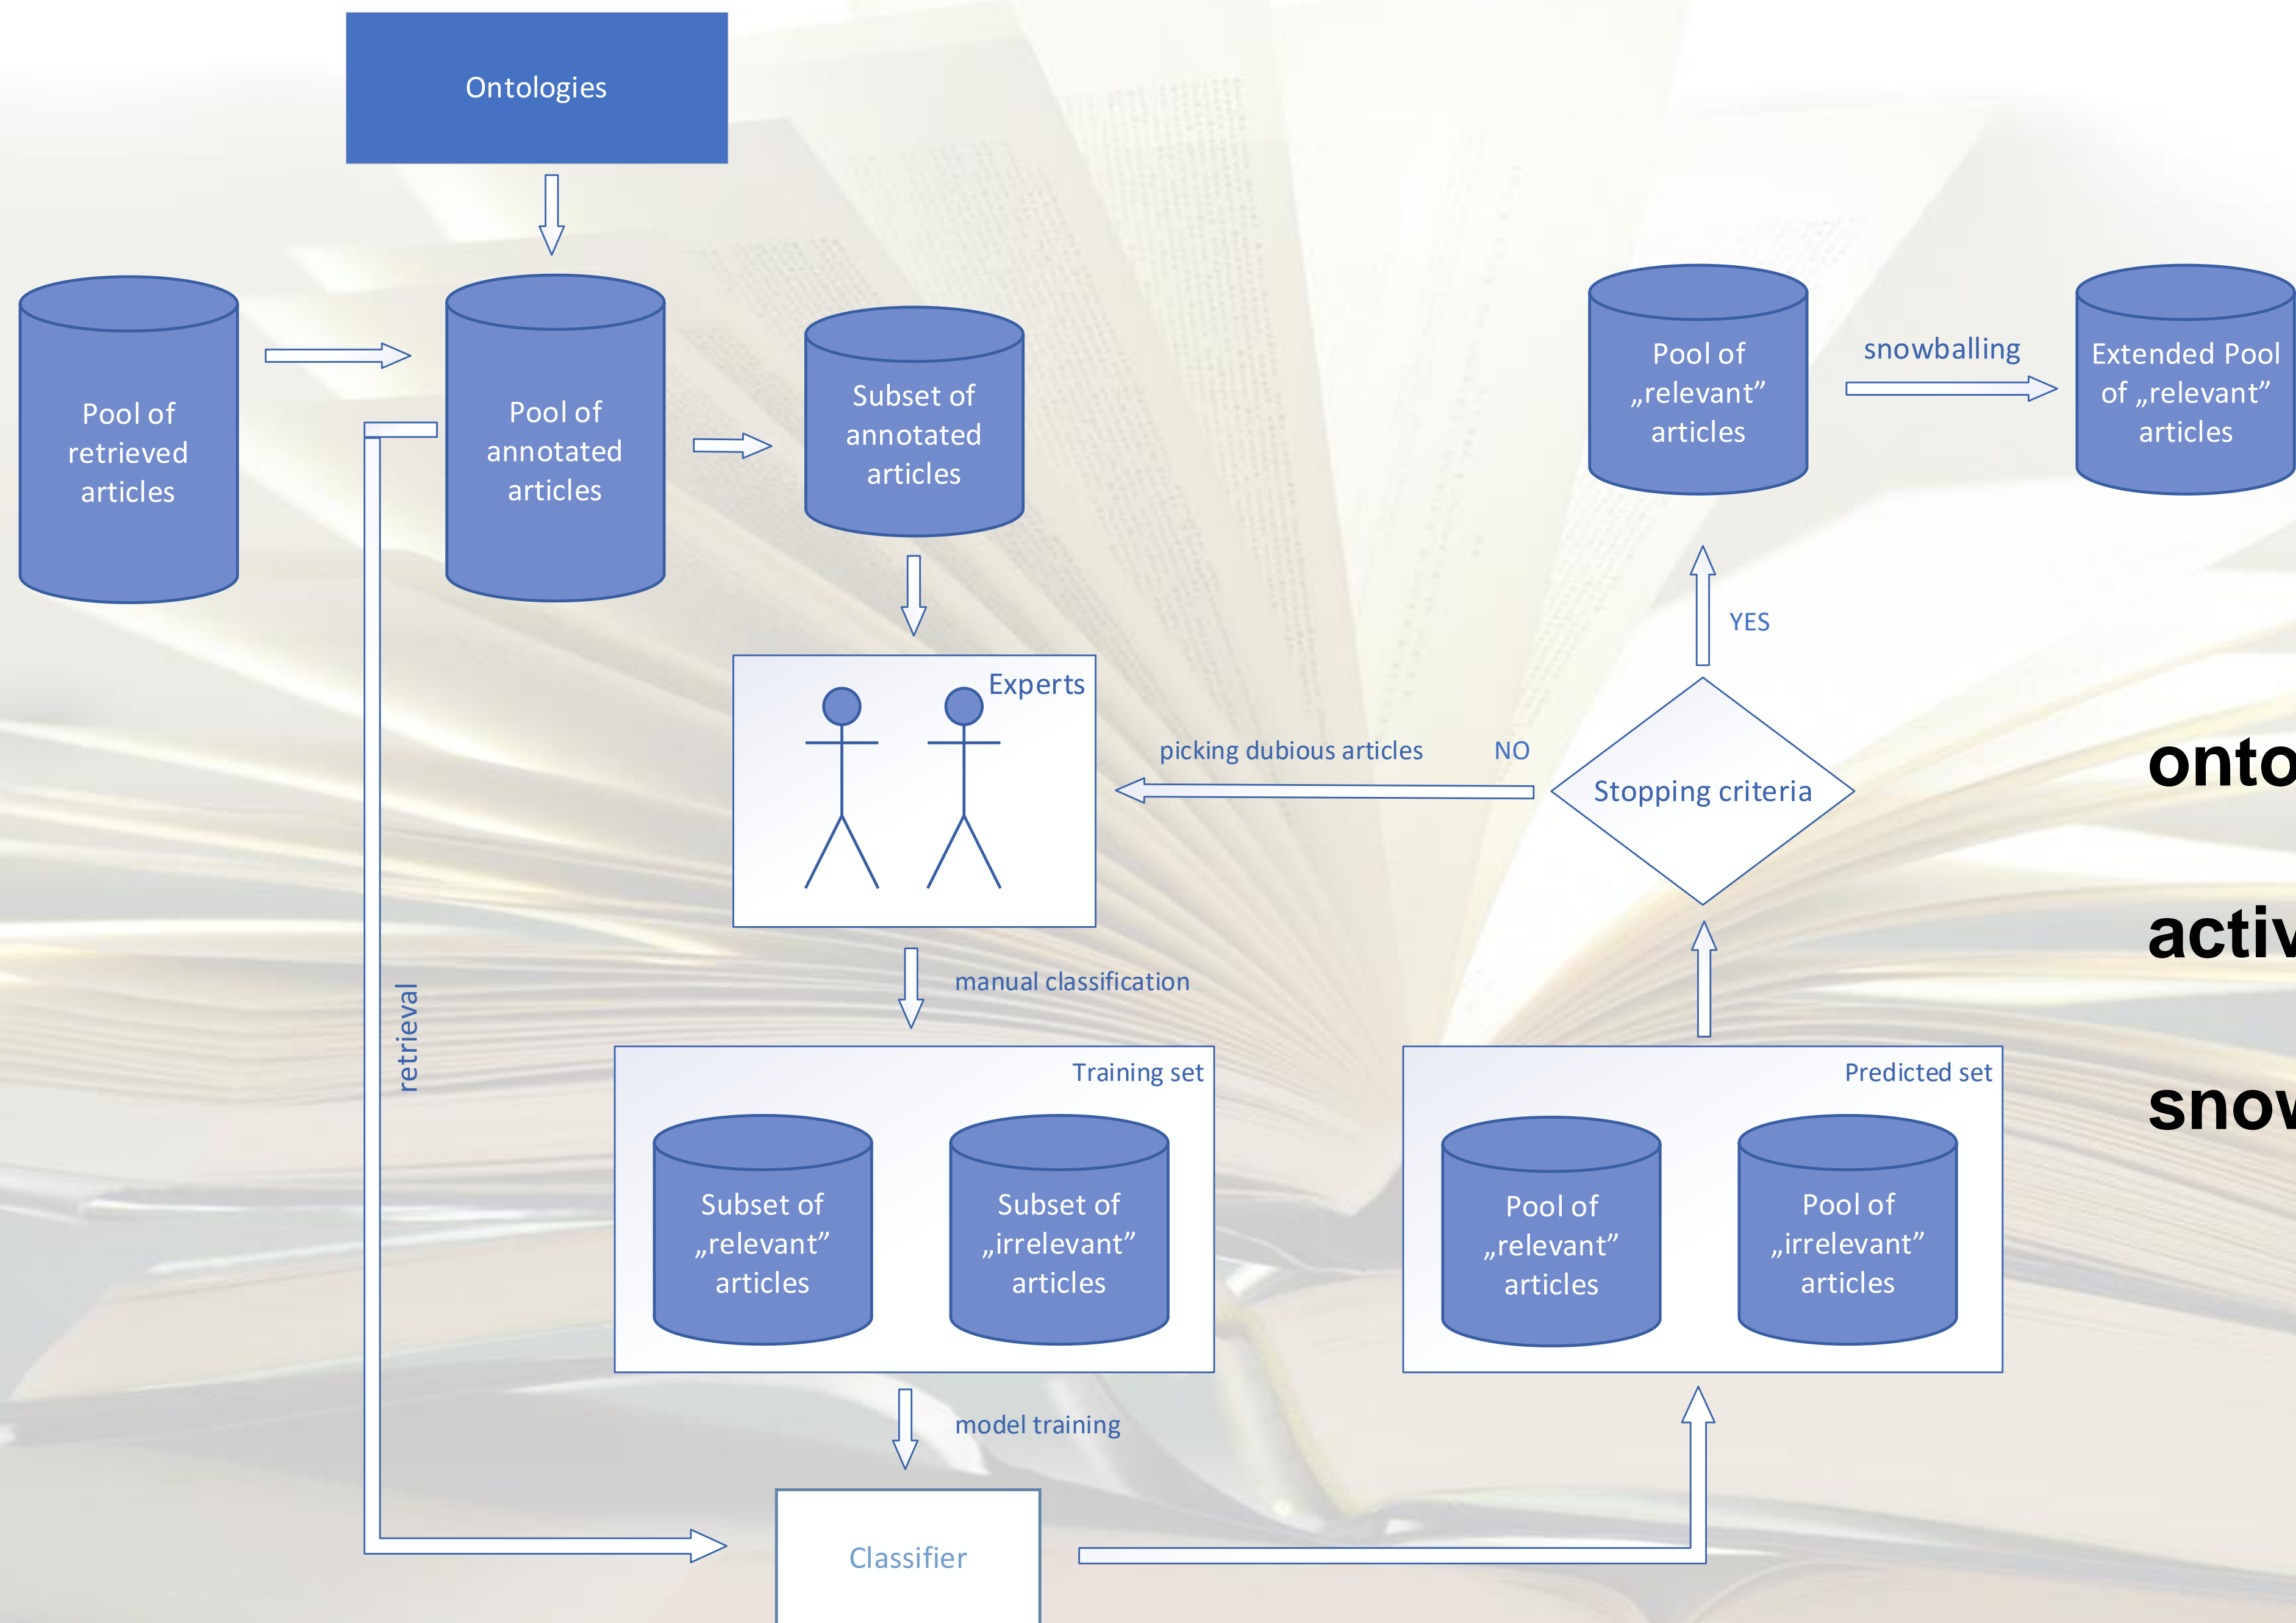 Ontologies
Pool of
retrieved
articles
Pool of
annotated
articles
Subset of
annotated
articles
Pool of
„relevant”
articles
snowballing
Extended Pool
of „relevant”
articles
YES
Experts
picking dubious articles
NO
Stopping criteria
onto
activ
snow
manual classification
retrieval
Training set
Subset of
„relevant”
articles
Subset of
„irrelevant”
articles
Predicted set
Pool of
„relevant”
articles
Pool of
„irrelevant”
articles
model training
Classifier